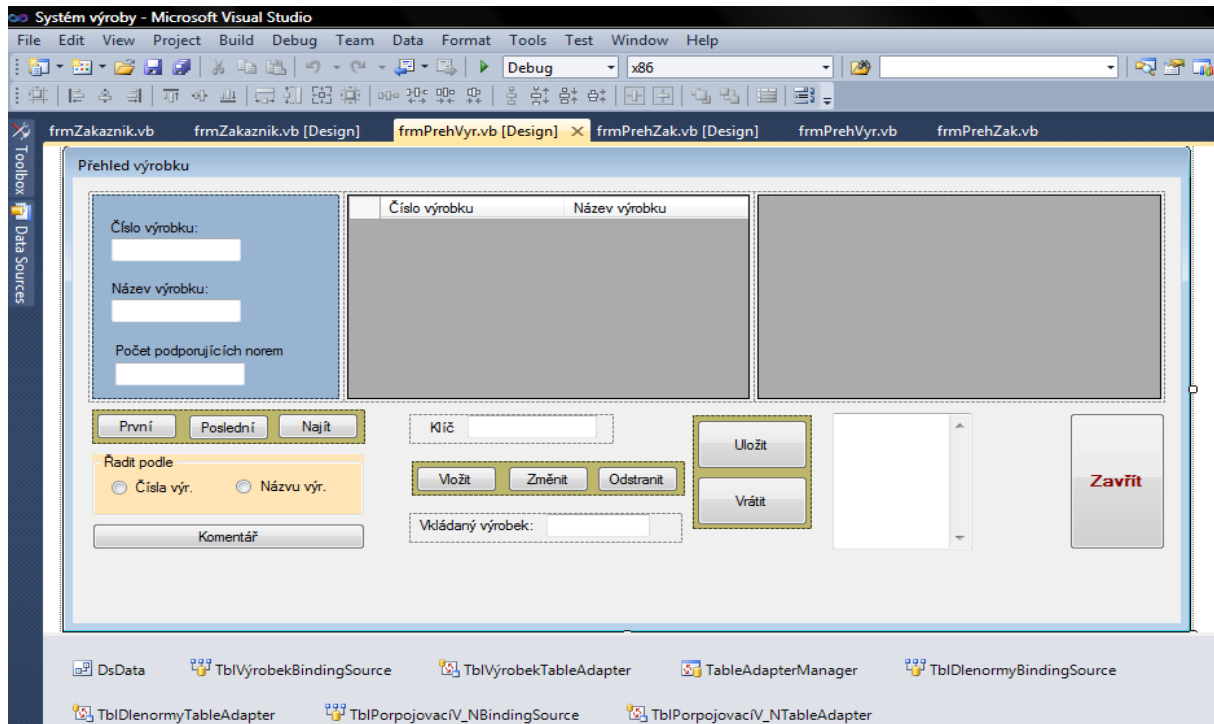 Systém výroby - Microsoft Visual Studio
File Edit View Project Build Debug Team Data Format Tools Test Window Help
Debug x86
frmZakaznik.vb frmZakaznik.vb [Design] frmPrehVyr.vb [Design] frmPrehZak.vb [Design] frmPrehVyr.vb frmPrehZak.vb
Toolbox
Data Sources
Přehled výrobku
Číslo výrobku:
Název výrobku:
Počet podporujících norem
Číslo výrobku Název výrobku
První Poslední Najít
Řadit podle
Čísla výr. Názvu výr.
Komentář
Klíč
Vložit Změnit Odstranit
Vkládaný výrobek:
Uložit
Vrátit
Zavřít
DsData TblVýrobekBindingSource TblVýrobekTableAdapter TableAdapterManager TblDlenormyBindingSource
TblDlenormyTableAdapter TblPorpojovacíV_NBindingSource TblPorpojovacíV_NTableAdapter